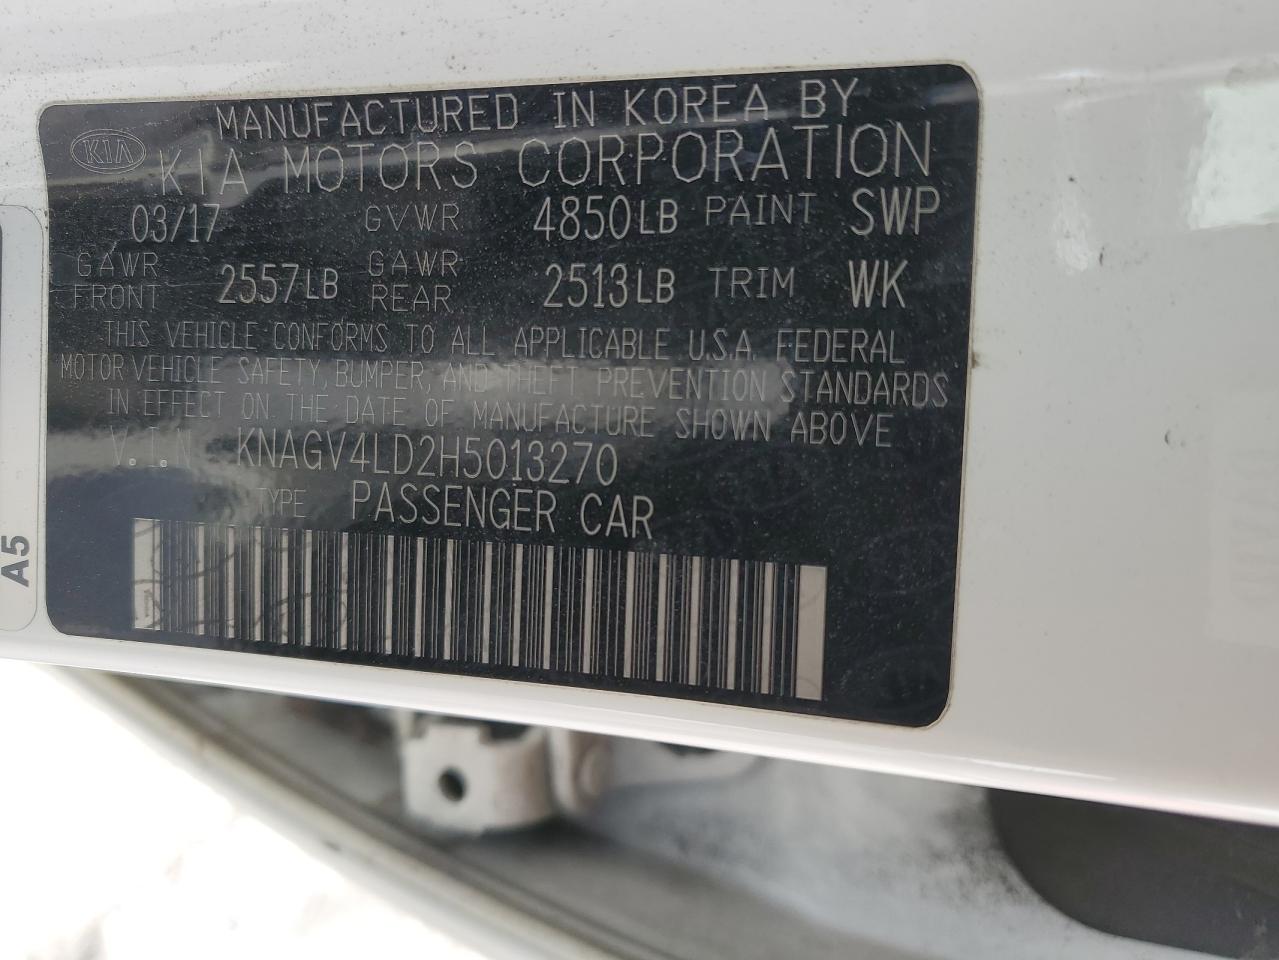 MANUFACTURED IN KOREA BY
KIA KIA MOTORS CORPORATION
03/17 GVWR 4850LB PAINT SWP
GAWR FRONT 2557LB GAWR REAR 2513LB TRIM WK
THIS VEHICLE CONFORMS TO ALL APPLICABLE U.S.A. FEDERAL
MOTOR VEHICLE SAFETY, BUMPER, AND THEFT PREVENTION STANDARDS
IN EFFECT ON THE DATE OF MANUFACTURE SHOWN ABOVE
V.I.N KNAGV4LD2H5013270
TYPE PASSENGER CAR
A5